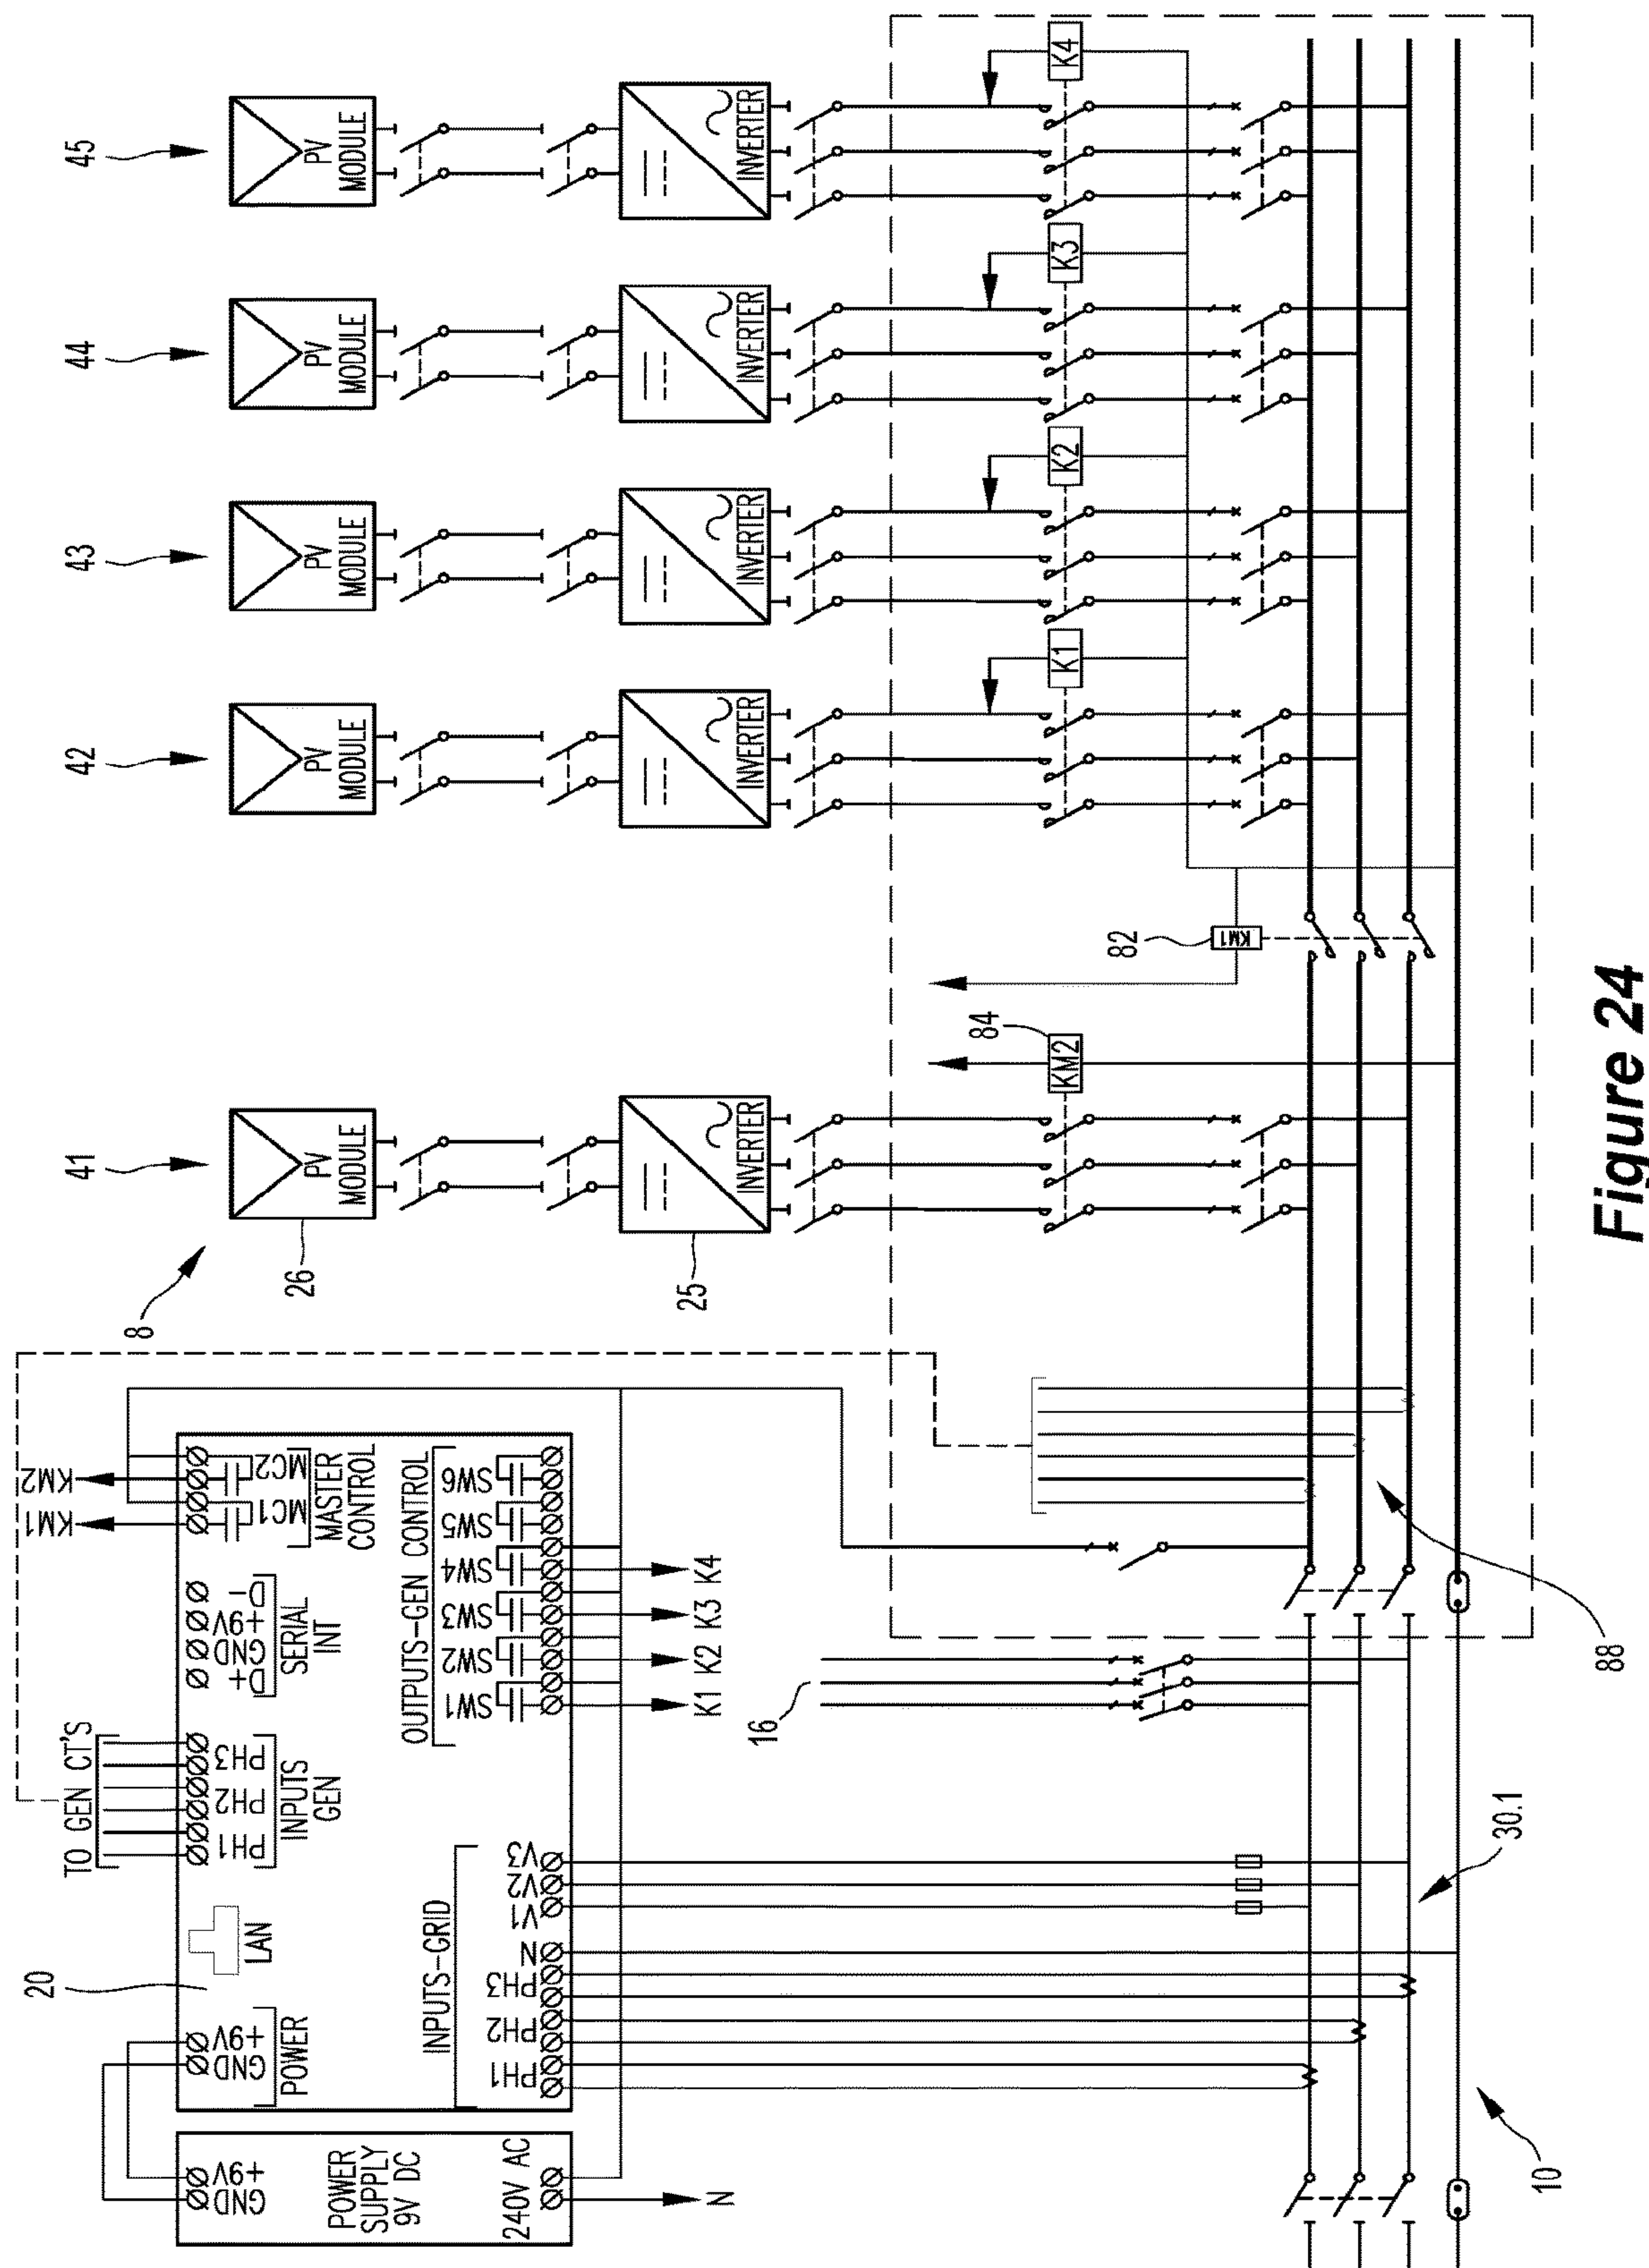 TO GEN CT'S
KM1
KM2
8
41
42
43
44
45
20
GND
+9V
POWER SUPPLY
9V DC
240V AC
N
GND
+9V
POWER
LAN
PH1
PH2
PH3
INPUTS
GEN
D+
GND
+9V
D-
SERIAL
INT
MC1
MC2
MASTER
CONTROL
INPUTS-GRID
PH1
PH2
PH3
N
V1
V2
V3
OUTPUTS-GEN CONTROL
SW1
SW2
SW3
SW4
SW5
SW6
K1
K2
K3
K4
26
PV
MODULE
PV
MODULE
PV
MODULE
PV
MODULE
PV
MODULE
25
INVERTER
INVERTER
INVERTER
INVERTER
INVERTER
16
84
KM2
82
KM1
K1
K2
K3
K4
10
30.1
88
Figure 24